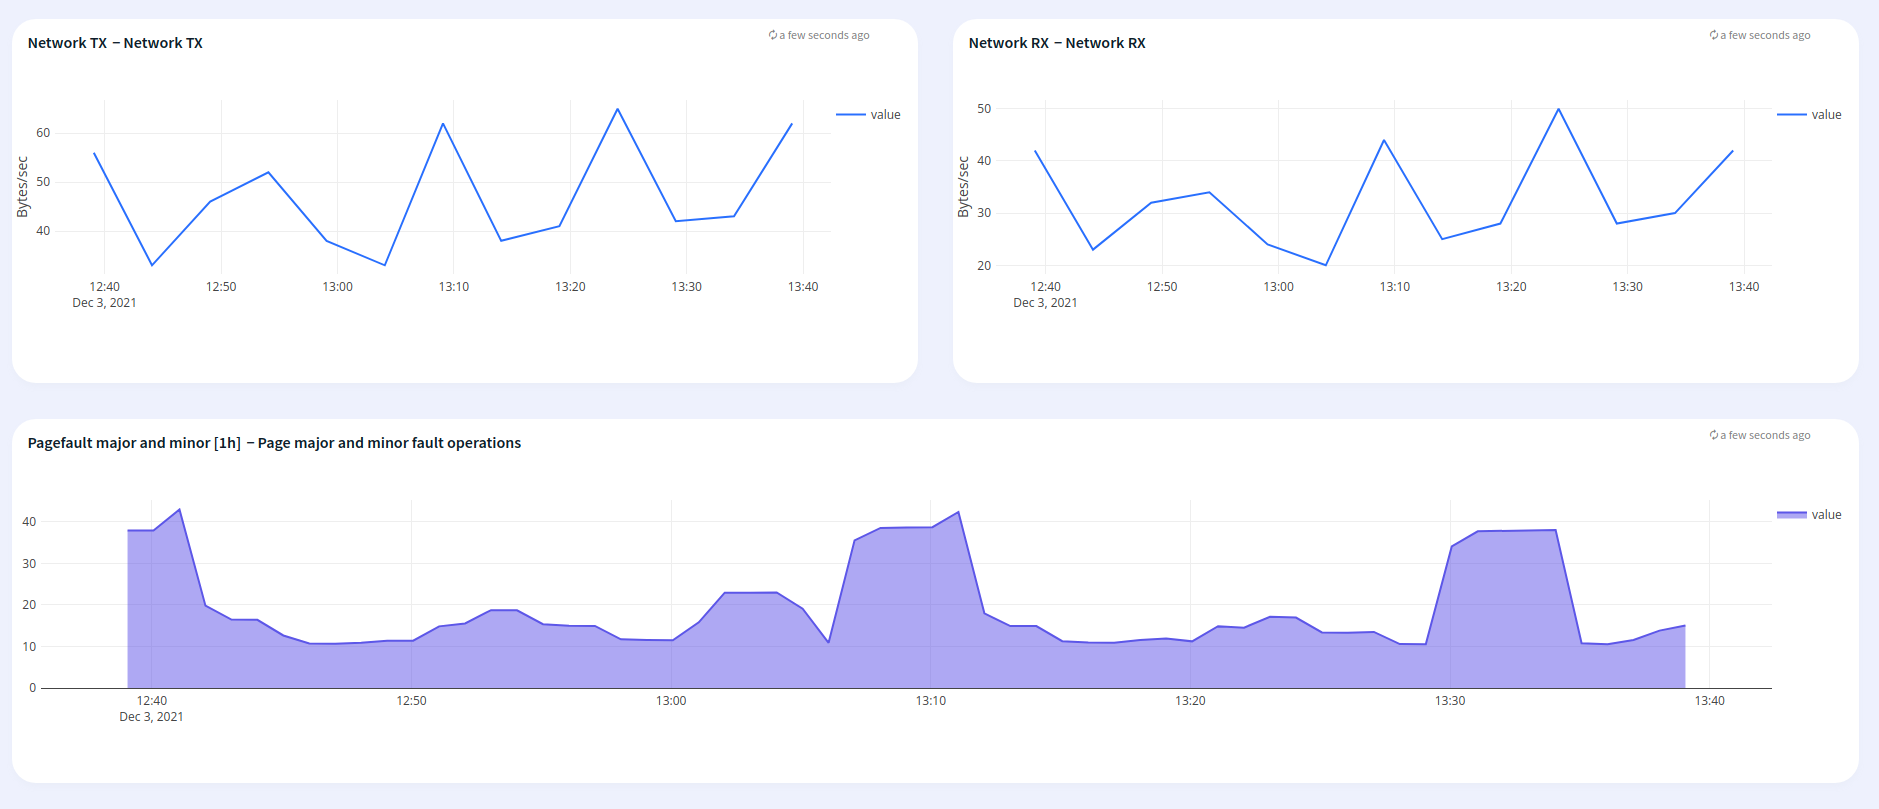 Network TX – Network TX
a few seconds ago
value
Bytes/sec
60
50
40
12:40 12:50 13:00 13:10 13:20 13:30 13:40
Dec 3, 2021
Network RX – Network RX
a few seconds ago
value
Bytes/sec
50
40
30
20
12:40 12:50 13:00 13:10 13:20 13:30 13:40
Dec 3, 2021
Pagefault major and minor [1h] – Page major and minor fault operations
a few seconds ago
value
40
30
20
10
0
12:40 12:50 13:00 13:10 13:20 13:30 13:40
Dec 3, 2021